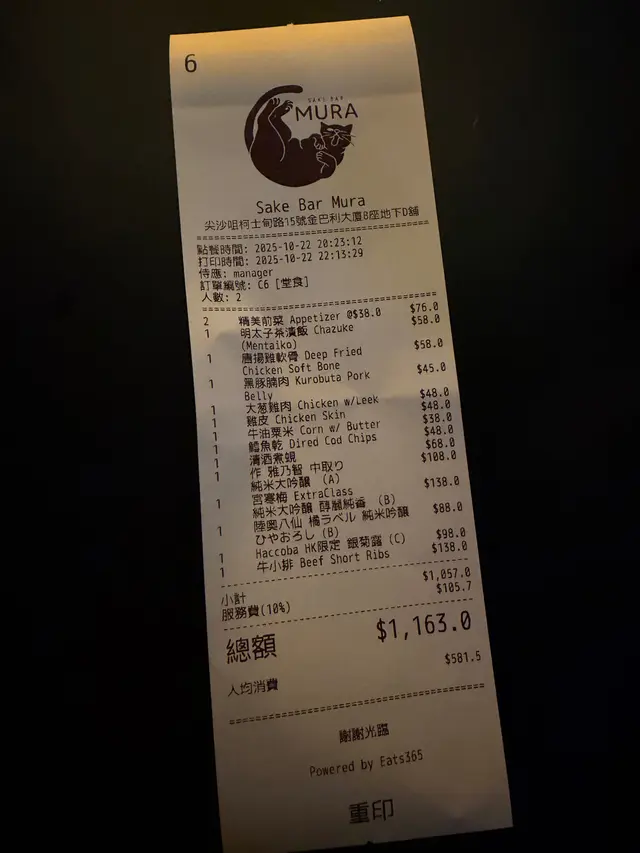 6
SAKE BAR
MURA
Sake Bar Mura
尖沙咀柯士甸路15號金巴利大廈B座地下D舖
點餐時間: 2025-10-22 20:23:12
打印時間: 2025-10-22 22:13:29
侍應: manager
訂單編號: C6 [堂食]
人數: 2
2 精美前菜 Appetizer @$38.0 $76.0
1 明太子茶漬飯 Chazuke $58.0
(Mentaiko)
1 唐揚雞軟骨 Deep Fried $58.0
Chicken Soft Bone
1 黑豚腩肉 Kurobuta Pork $45.0
Belly
1 大葱雞肉 Chicken w/Leek $48.0
1 雞皮 Chicken Skin $48.0
1 牛油粟米 Corn w/ Butter $38.0
1 鱈魚乾 Dired Cod Chips $48.0
1 清酒煮蜆 $68.0
1 作 雅乃智 中取り $108.0
純米大吟釀 (A)
1 宮寒梅 ExtraClass $138.0
純米大吟釀 醇麗純香 (B)
1 陸奥八仙 橘ラベル 純米吟釀 $88.0
ひやおろし (B)
1 Haccoba HK限定 銀菊露 (C) $98.0
1 牛小排 Beef Short Ribs $138.0
小計 $1,057.0
服務費(10%) $105.7
總額 $1,163.0
人均消費 $581.5
謝謝光臨
Powered by Eats365
重印